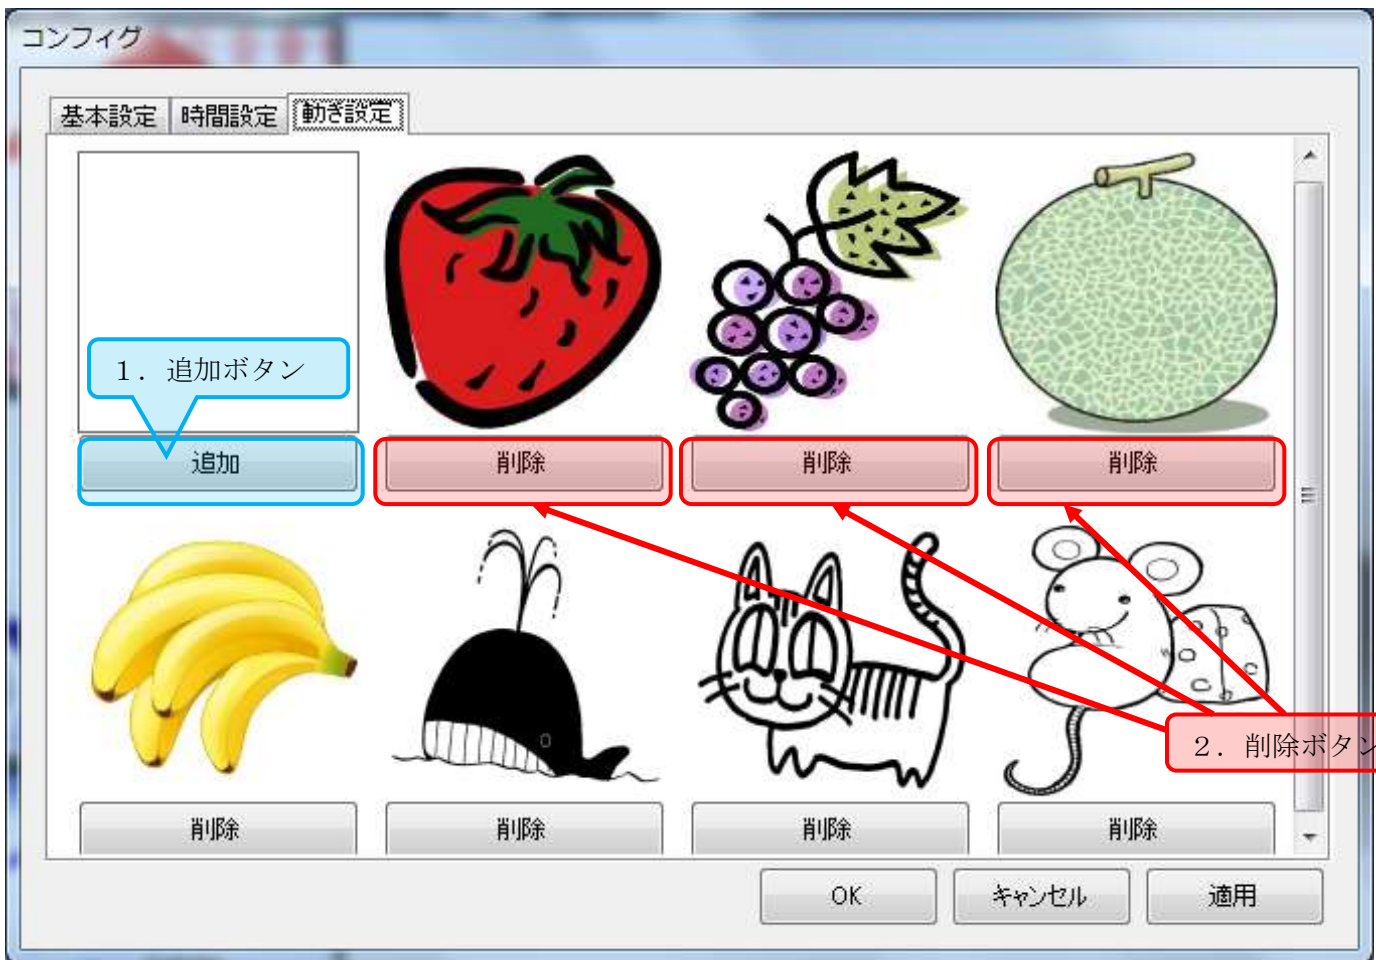 コンフィグ
基本設定 時間設定 動き設定
1. 追加ボタン
追加 削除 削除 削除
2. 削除ボタン
削除 削除 削除 削除
OK キャンセル 適用